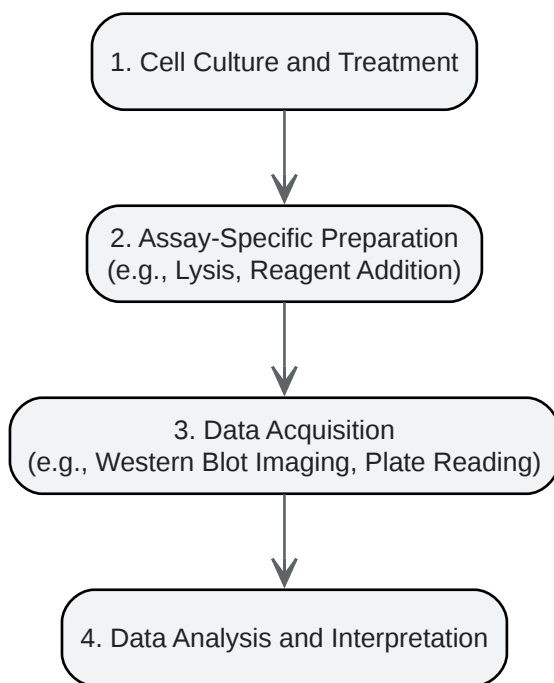 1. Cell Culture and Treatment
2. Assay-Specific Preparation
(e.g., Lysis, Reagent Addition)
3. Data Acquisition
(e.g., Western Blot Imaging, Plate Reading)
4. Data Analysis and Interpretation